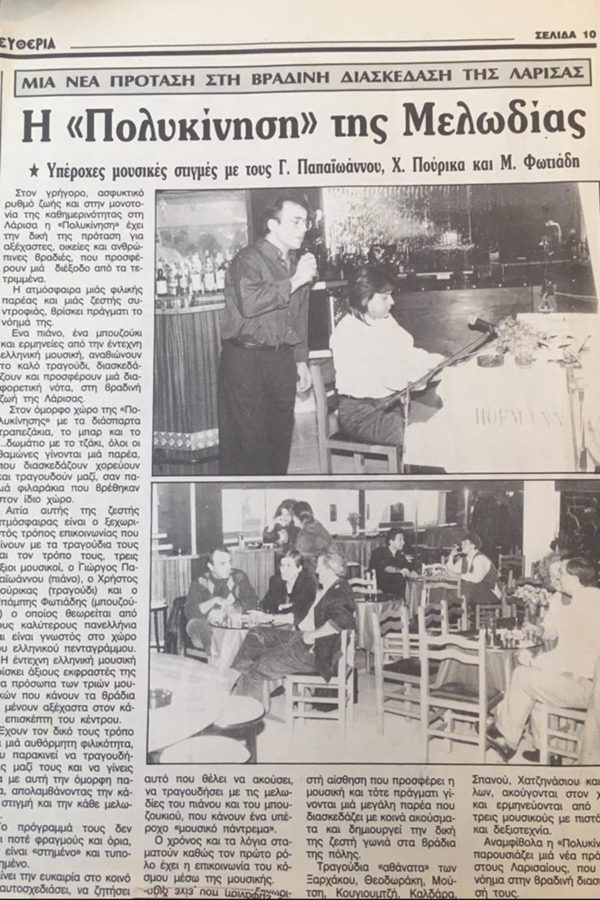 ΕΥΘΕΡΙΑ
ΣΕΛΙΔΑ 10
ΜΙΑ ΝΕΑ ΠΡΟΤΑΣΗ ΣΤΗ ΒΡΑΔΙΝΗ ΔΙΑΣΚΕΔΑΣΗ ΤΗΣ ΛΑΡΙΣΑΣ
Η «Πολυκίνηση» της Μελωδίας
★ Υπέροχες μουσικές στιγμές με τους Γ. Παπαϊωάννου, Χ. Πούρικα και Μ. Φωτιάδη
Στον γρήγορο, ασφυκτικό
ρυθμό ζωής και στην μονοτο
νία της καθημερινότητας στη
Λάρισα η «Πολυκίνηση» έχει
την δική της πρόταση για
αξέχαστες, οικείες και ανθρώ
πινες βραδιές, που προσφέ
ρουν μιά διέξοδο από τα τε
τριμμένα.
Η ατμόσφαιρα μιάς φιλικής
παρέας και μιάς ζεστής συ
ντροφιάς, βρίσκει πράγματι το
νόημά της.
Ενα πιάνο, ένα μπουζούκι
και ερμηνείες από την έντεχνη
ελληνική μουσική, αναθιώνουν
το καλό τραγούδι, διασκεδά
ζουν και προσφέρουν μιά δια
φορετική νότα, στη βραδινή
ζωή της Λάρισας.
Στον όμορφο χώρο της «Πο
λυκίνησης» με τα διάσπαρτα
τραπεζάκια, το μπαρ και το
...δωμάτιο με το τζάκι, όλοι οι
θαμώνες γίνονται μιά παρέα,
που διασκεδάζουν χορεύουν
και τραγουδούν μαζί, σαν πα
λιά φιλαράκια που βρέθηκαν
στον ίδιο χώρο.
Αιτία αυτής της ζεστής
ατμόσφαιρας είναι ο ξεχωρι
στός τρόπος επικοινωνίας που
δίνουν με τα τραγούδια τους
και τον τρόπο τους, τρεις
άξιοι μουσικοί, ο Γιώργος Πα
παϊωάννου (πιάνο), ο Χρήστος
Πούρικας (τραγούδι) και ο
Μπάμπης Φωτιάδης (μπουζού
κι) ο οποίος θεωρείται από
τους καλύτερους πανελλήνια
και είναι γνωστός στο χώρο
του ελληνικού πενταγράμμου.
Η έντεχνη ελληνική μουσική
βρίσκει άξιους εκφραστές της
τα πρόσωπα των τριών μου
σικών που κάνουν τα βράδια
να μένουν αξέχαστα στον κά
θε επισκέπτη του κέντρου.
Έχουν τον δικό τους τρόπο
και μιά αυθόρμητη φιλικότητα,
που παρακινεί να τραγουδή
σεις μαζί τους και να γίνεις
ένα με αυτή την όμορφη πα
ρέα, απολαμβάνοντας την κά
θε στιγμή και την κάθε μελω
Το πρόγραμμά τους δεν
έχει ποτέ φραγμούς και όρια,
δεν είναι «στημένο» και τυπο
ποιημένο.
Δίνει την ευκαιρία στο κοινό
να αυτοσχεδιάσει, να ζητήσει
HOFMANN
αυτό που θέλει να ακούσει,
να τραγουδήσει με τις μελω
δίες του πιάνου και του μπου
ζουκιού, που κάνουν ένα υπέ
ροχο «μουσικό πάντρεμα».
Ο χρόνος και τα λόγια στα
ματούν καθώς τον πρώτο ρό
λο έχει η επικοινωνία του κό
σμου μέσω της μουσικής.
στή αίσθηση που προσφέρει η
μουσική και τότε πράγματι γί
νονται μιά μεγάλη παρέα που
διασκεδάζει με κοινά ακούσμα
τα και δημιουργεί την δική
της ζεστή γωνιά στα βράδια
της πόλης.
Τραγούδια «αθάνατα» των
Ξαρχάκου, Θεοδωράκη, Μού
τση, Κουγιουμτζή, Καλδάρα,
Σπανού, Χατζηνάσιου και
λων, ακούγονται στον χ
και ερμηνεύονται από τ
τρεις μουσικούς με πιστό
και δεξιοτεχνία.
Αναμφίβολα η «Πολυκίν
παρουσιάζει μιά νέα πρό
στους Λαρισαίους, που
νόημα στην βραδινή διασ
σή τους.